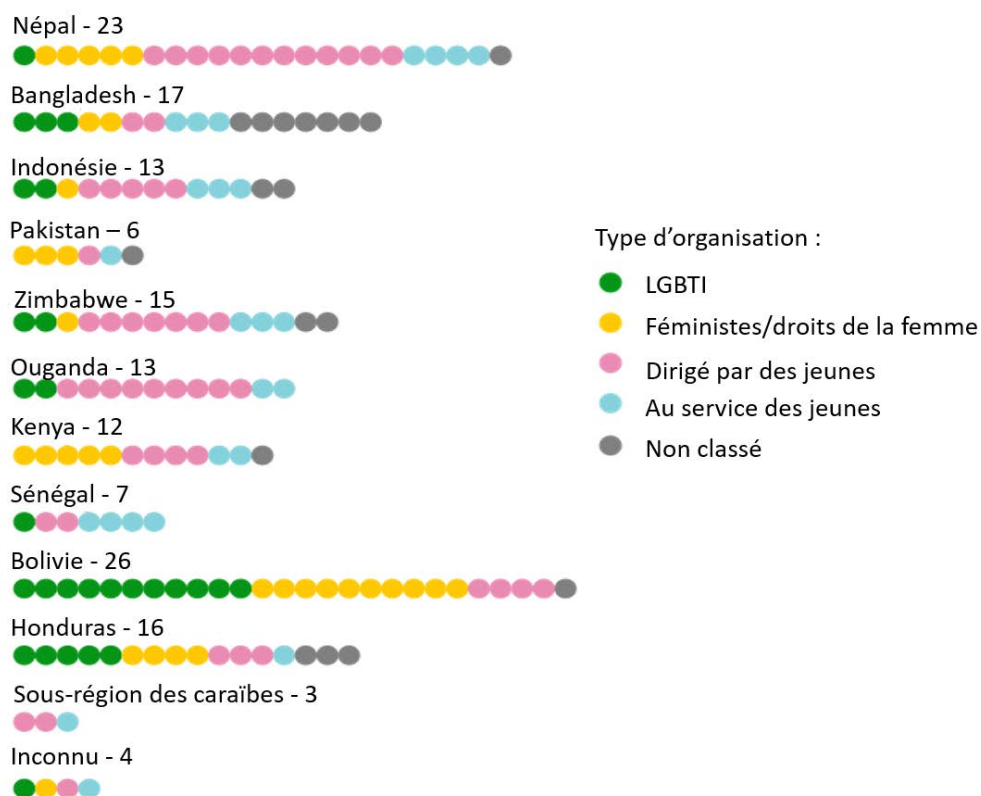 Népal - 23
Bangladesh - 17
Indonésie - 13
Pakistan – 6
Zimbabwe - 15
Ouganda - 13
Kenya - 12
Sénégal - 7
Bolivie - 26
Honduras - 16
Sous-région des caraïbes - 3
Inconnu - 4
Type d’organisation :
LGBTI
Féministes/droits de la femme
Dirigé par des jeunes
Au service des jeunes
Non classé